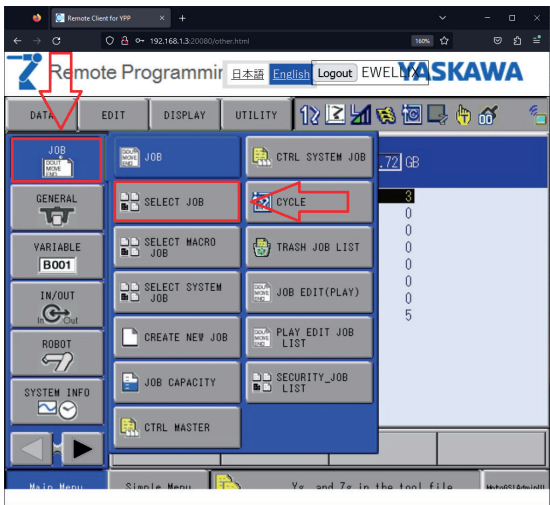 Remote Client for YPP
192.168.1.3:20080/other.html
160%
Remote Programmin
日本語 English Logout EWELLIX
YASKAWA
DATA EDIT DISPLAY UTILITY
JOB
DOUT
MOVE
END
JOB
CTRL SYSTEM JOB
.72 GB
GENERAL
SELECT JOB
CYCLE
3
0
0
0
0
0
0
5
VARIABLE
B001
SELECT MACRO
JOB
TRASH JOB LIST
IN/OUT
In Out
SELECT SYSTEM
JOB
JOB EDIT(PLAY)
ROBOT
CREATE NEW JOB
PLAY EDIT JOB
LIST
SYSTEM INFO
JOB CAPACITY
SECURITY_JOB
LIST
CTRL MASTER
Main Menu
Simple Menu
and Zg in the tool file